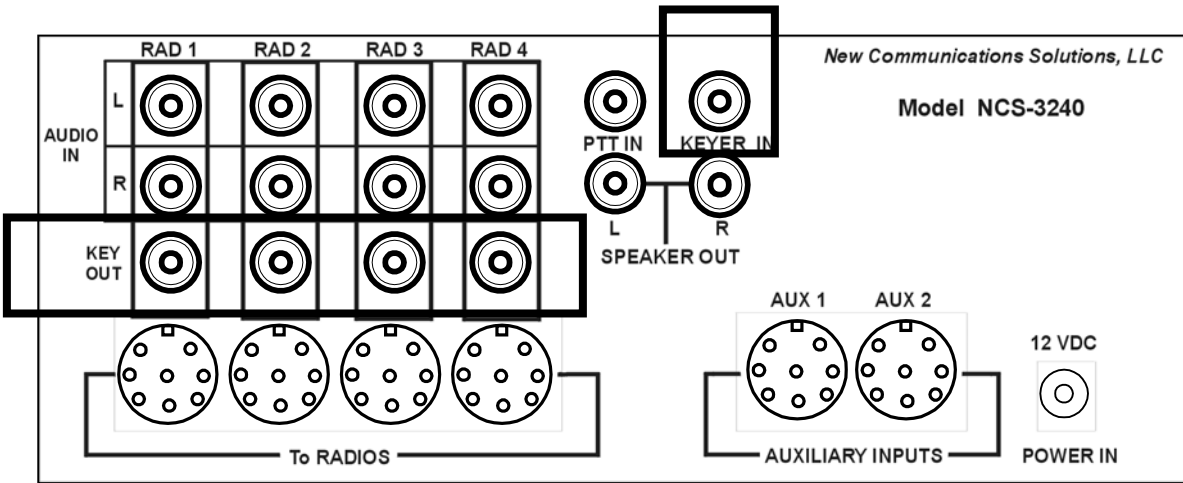 RAD 1 RAD 2 RAD 3 RAD 4
New Communications Solutions, LLC
Model NCS-3240
L
AUDIO
IN
PTT IN KEYER IN
R
L R
KEY
OUT
SPEAKER OUT
AUX 1 AUX 2
12 VDC
To RADIOS
AUXILIARY INPUTS
POWER IN